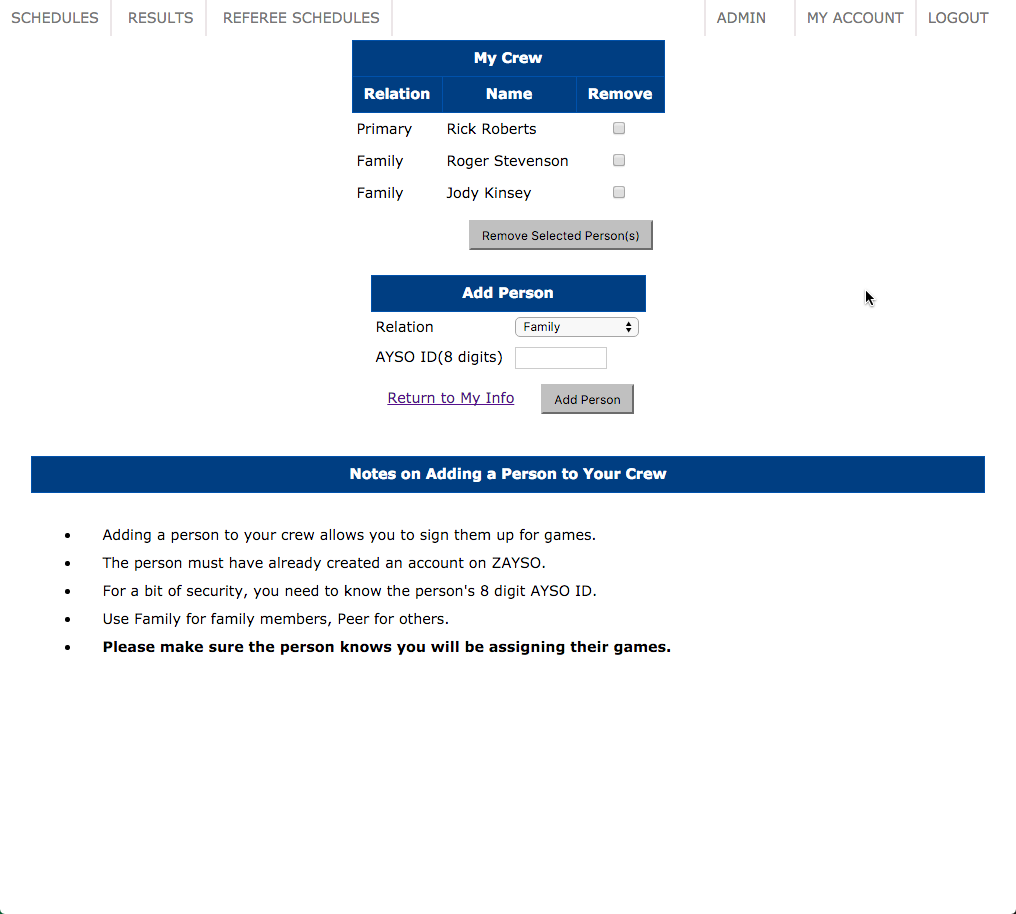 SCHEDULES RESULTS REFEREE SCHEDULES ADMIN MY ACCOUNT LOGOUT
My Crew
Relation Name Remove
Primary Rick Roberts
Family Roger Stevenson
Family Jody Kinsey
Remove Selected Person(s)
Add Person
Relation Family
AYSO ID(8 digits)
Return to My Info Add Person
Notes on Adding a Person to Your Crew
• Adding a person to your crew allows you to sign them up for games.
• The person must have already created an account on ZAYSO.
• For a bit of security, you need to know the person's 8 digit AYSO ID.
• Use Family for family members, Peer for others.
• Please make sure the person knows you will be assigning their games.